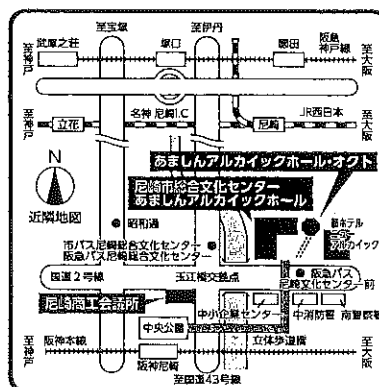 至宝塚
至伊丹
至神戸
武庫之荘
塚口
園田
阪急
神戸線
至大阪
至神戸
立花
名神 尼崎I.C
尼崎
JR西日本
至大阪
あましんアルカイックホール・オクト
尼崎市総合文化センター
あましんアルカイックホール
N
近隣地図
昭和通
都ホテル
ニュー
アルカイック
市バス尼崎総合文化センター
阪急バス尼崎総合文化センター
国道2号線
玉江橋交差点
阪急バス
尼崎文化センター前
尼崎商工会議所
中小企業センター
中消防署
南警察署
中央公園
至神戸
阪神本線
阪神尼崎
立体歩道橋
至大阪
至国道43号線